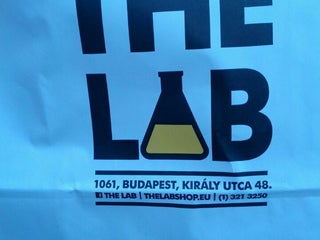 THE
LAB
1061, BUDAPEST, KIRÁLY UTCA 48.
THE LAB | THELABSHOP.EU | (1) 321 3250